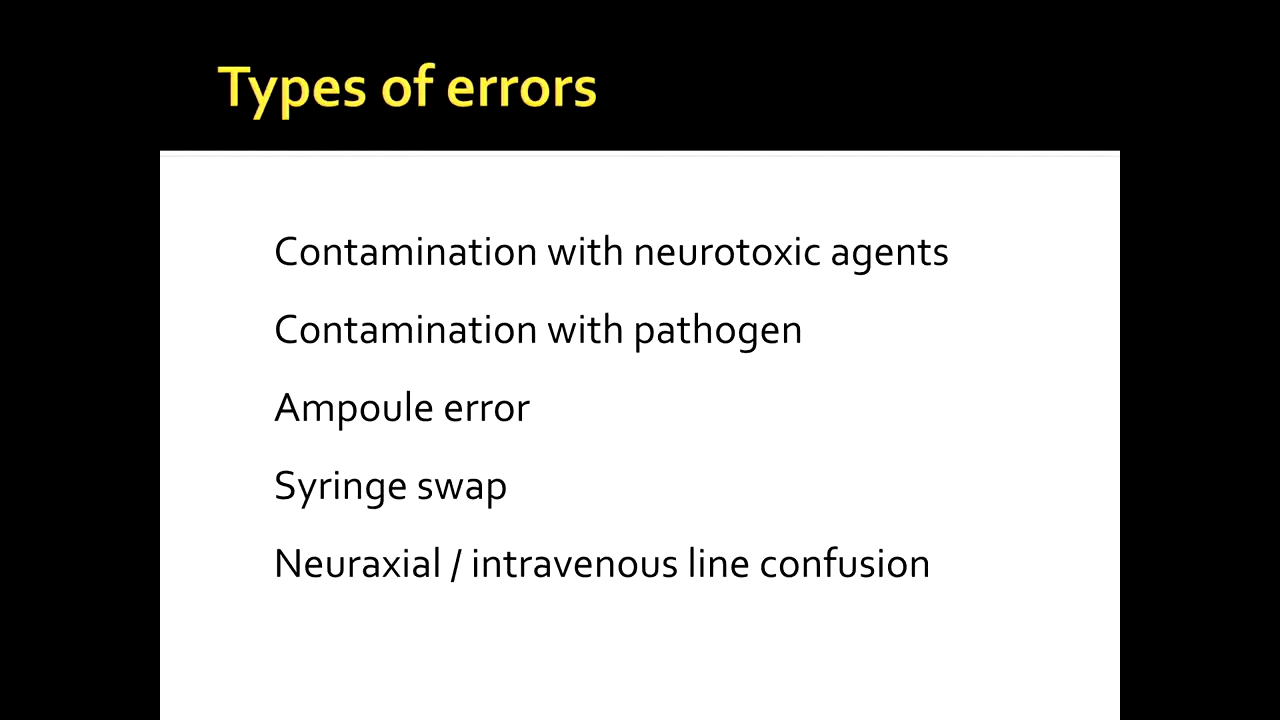 Types of errors
Contamination with neurotoxic agents
Contamination with pathogen
Ampoule error
Syringe swap
Neuraxial / intravenous line confusion